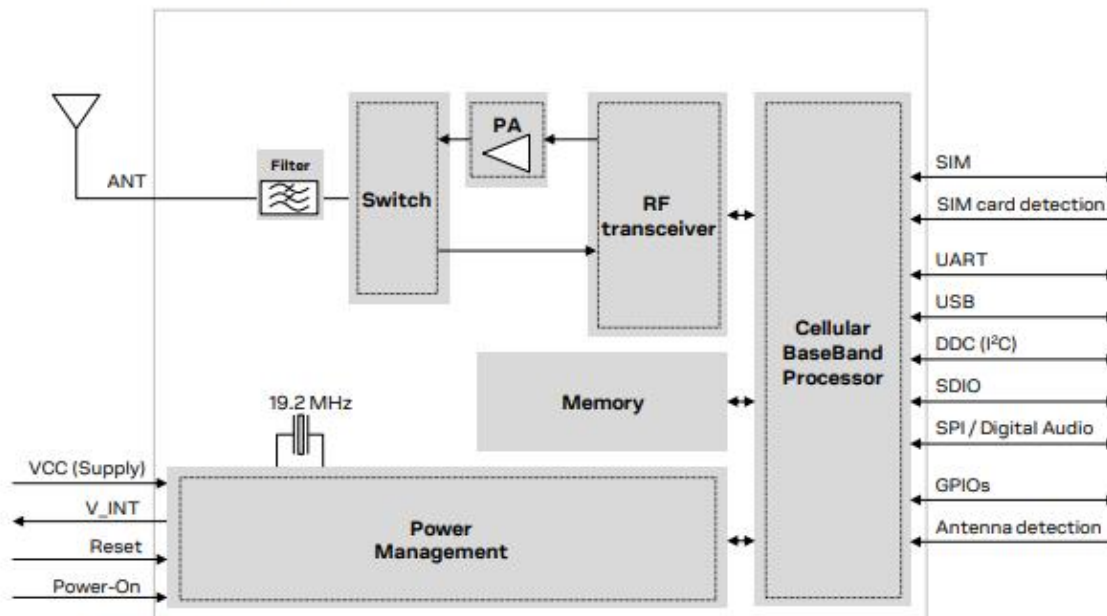 ANT
Filter
Switch
PA
RF
transceiver
Cellular
BaseBand
Processor
Memory
19.2 MHz
Power
Management
VCC (Supply)
V_INT
Reset
Power-On
SIM
SIM card detection
UART
USB
DDC (I²C)
SDIO
SPI / Digital Audio
GPIOs
Antenna detection